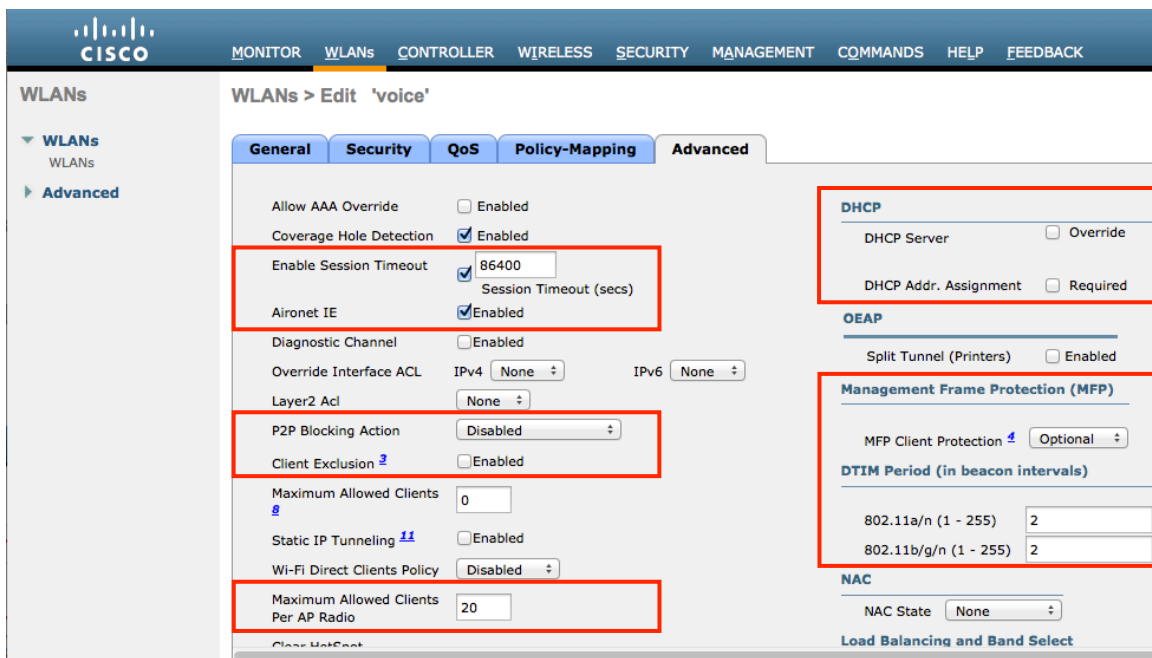 CISCO
MONITOR WLANs CONTROLLER WIRELESS SECURITY MANAGEMENT COMMANDS HELP FEEDBACK
WLANs
WLANs
WLANs
Advanced
WLANs > Edit 'voice'
General Security QoS Policy-Mapping Advanced
Allow AAA Override Enabled
Coverage Hole Detection Enabled
Enable Session Timeout 86400
Session Timeout (secs)
Aironet IE Enabled
Diagnostic Channel Enabled
Override Interface ACL IPv4 None IPv6 None
Layer2 Acl None
P2P Blocking Action Disabled
Client Exclusion 3 Enabled
Maximum Allowed Clients
8 0
Static IP Tunneling 11 Enabled
Wi-Fi Direct Clients Policy Disabled
Maximum Allowed Clients
Per AP Radio 20
Clear HotSpot
DHCP
DHCP Server Override
DHCP Addr. Assignment Required
OEAP
Split Tunnel (Printers) Enabled
Management Frame Protection (MFP)
MFP Client Protection 4 Optional
DTIM Period (in beacon intervals)
802.11a/n (1 - 255) 2
802.11b/g/n (1 - 255) 2
NAC
NAC State None
Load Balancing and Band Select